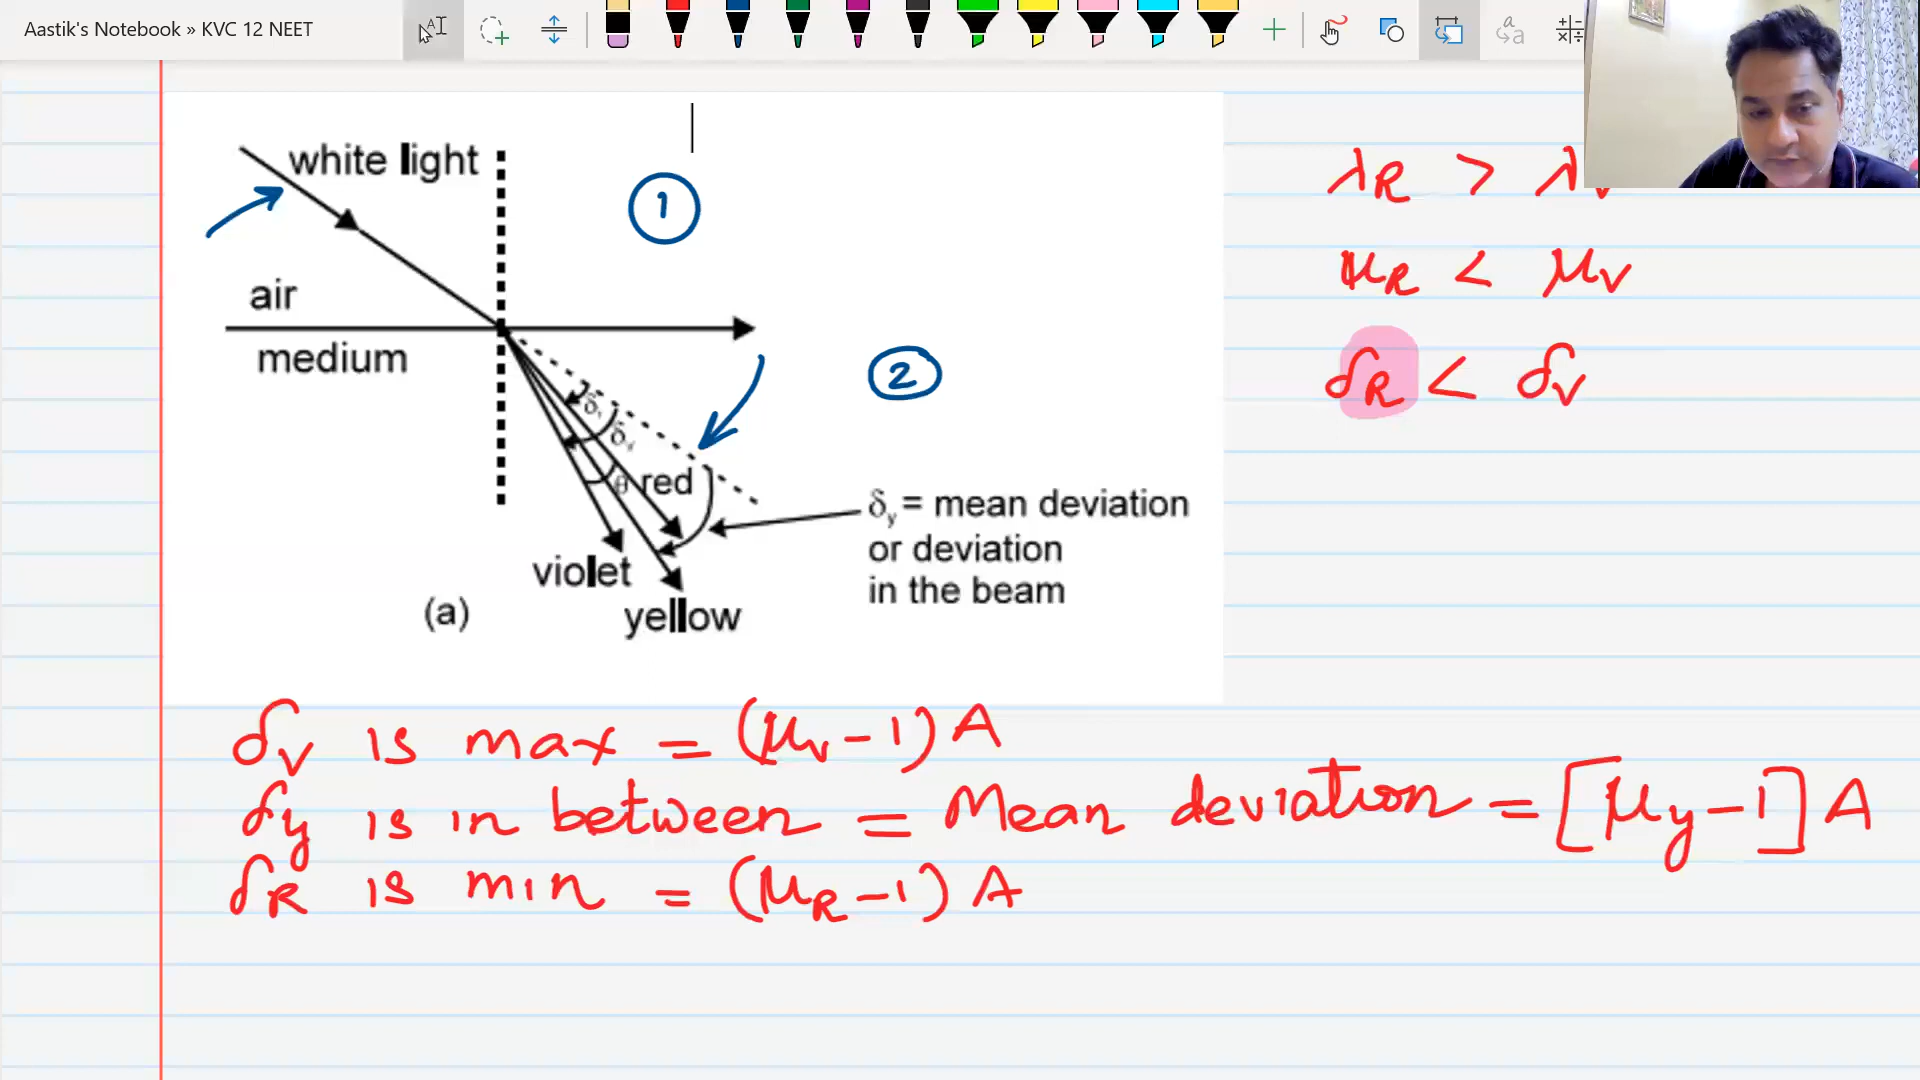 Aastik's Notebook » KVC 12 NEET
white light
1
λR > λV
air
μR < μV
medium
2
δR < δV
red
θ
δy = mean deviation
or deviation
in the beam
violet
yellow
(a)
δV is max = (μV - 1) A
δy is in between = Mean deviation = [μy - 1] A
δR is min = (μR - 1) A